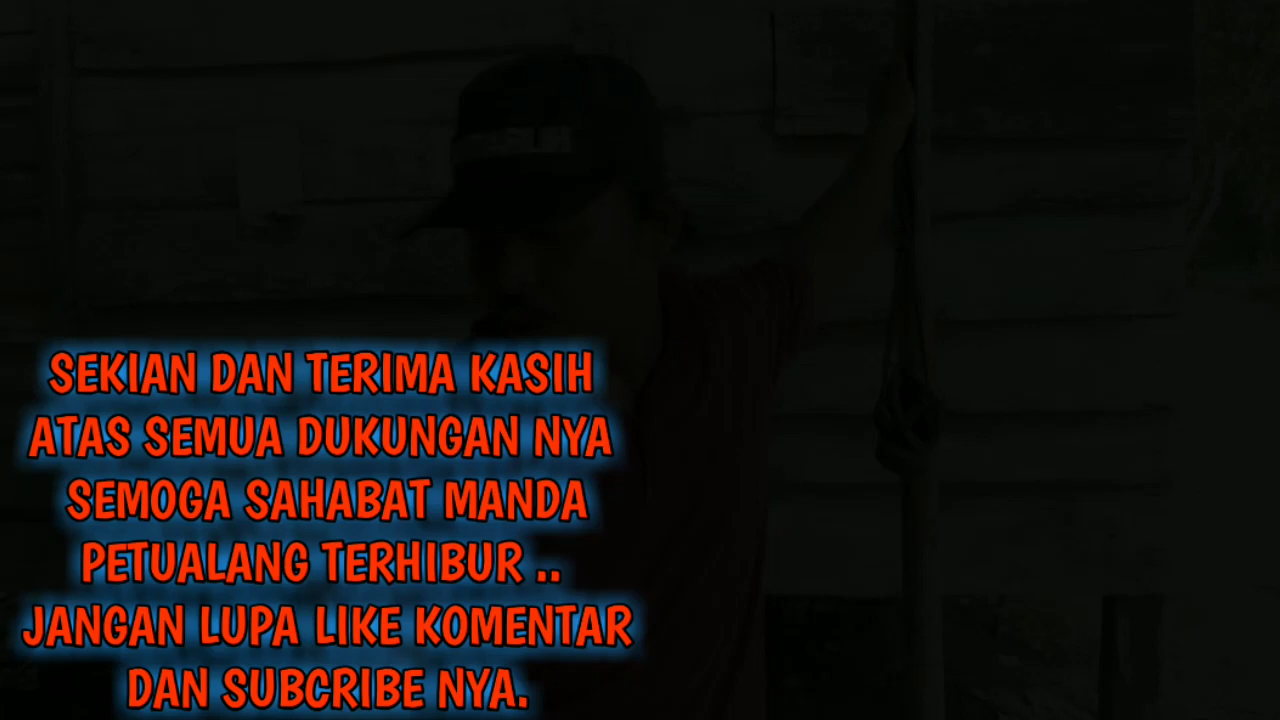 SEKIAN DAN TERIMA KASIH
ATAS SEMUA DUKUNGAN NYA
SEMOGA SAHABAT MANDA
PETUALANG TERHIBUR ..
JANGAN LUPA LIKE KOMENTAR
DAN SUBCRIBE NYA.